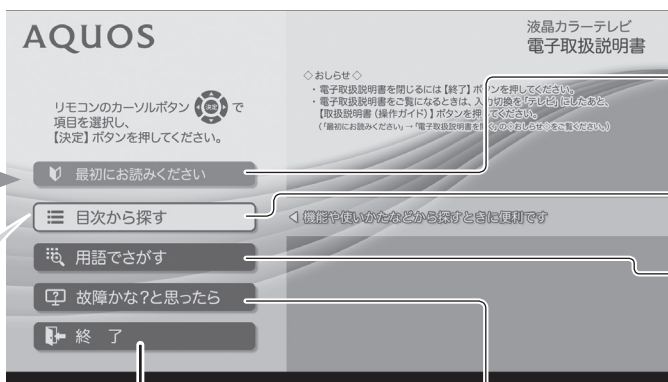 AQUOS
液晶カラーテレビ
電子取扱説明書
◇おしらせ◇
・電子取扱説明書を閉じるには【終了】ボタンを押してください。
・電子取扱説明書をご覧になるときは、入力切換を「テレビ」にしたあと、
【取扱説明書(操作ガイド)】ボタンを押してください。
(「最初にお読みください」→「電子取扱説明書を開く」の◇おしらせ◇をご覧ください。)
リモコンのカーソルボタン 決定 で
項目を選択し、
【決定】ボタンを押してください。
最初にお読みください
目次から探す
◁ 機能や使いかたなどから探すときに便利です
用語でさがす
故障かな?と思ったら
終 了